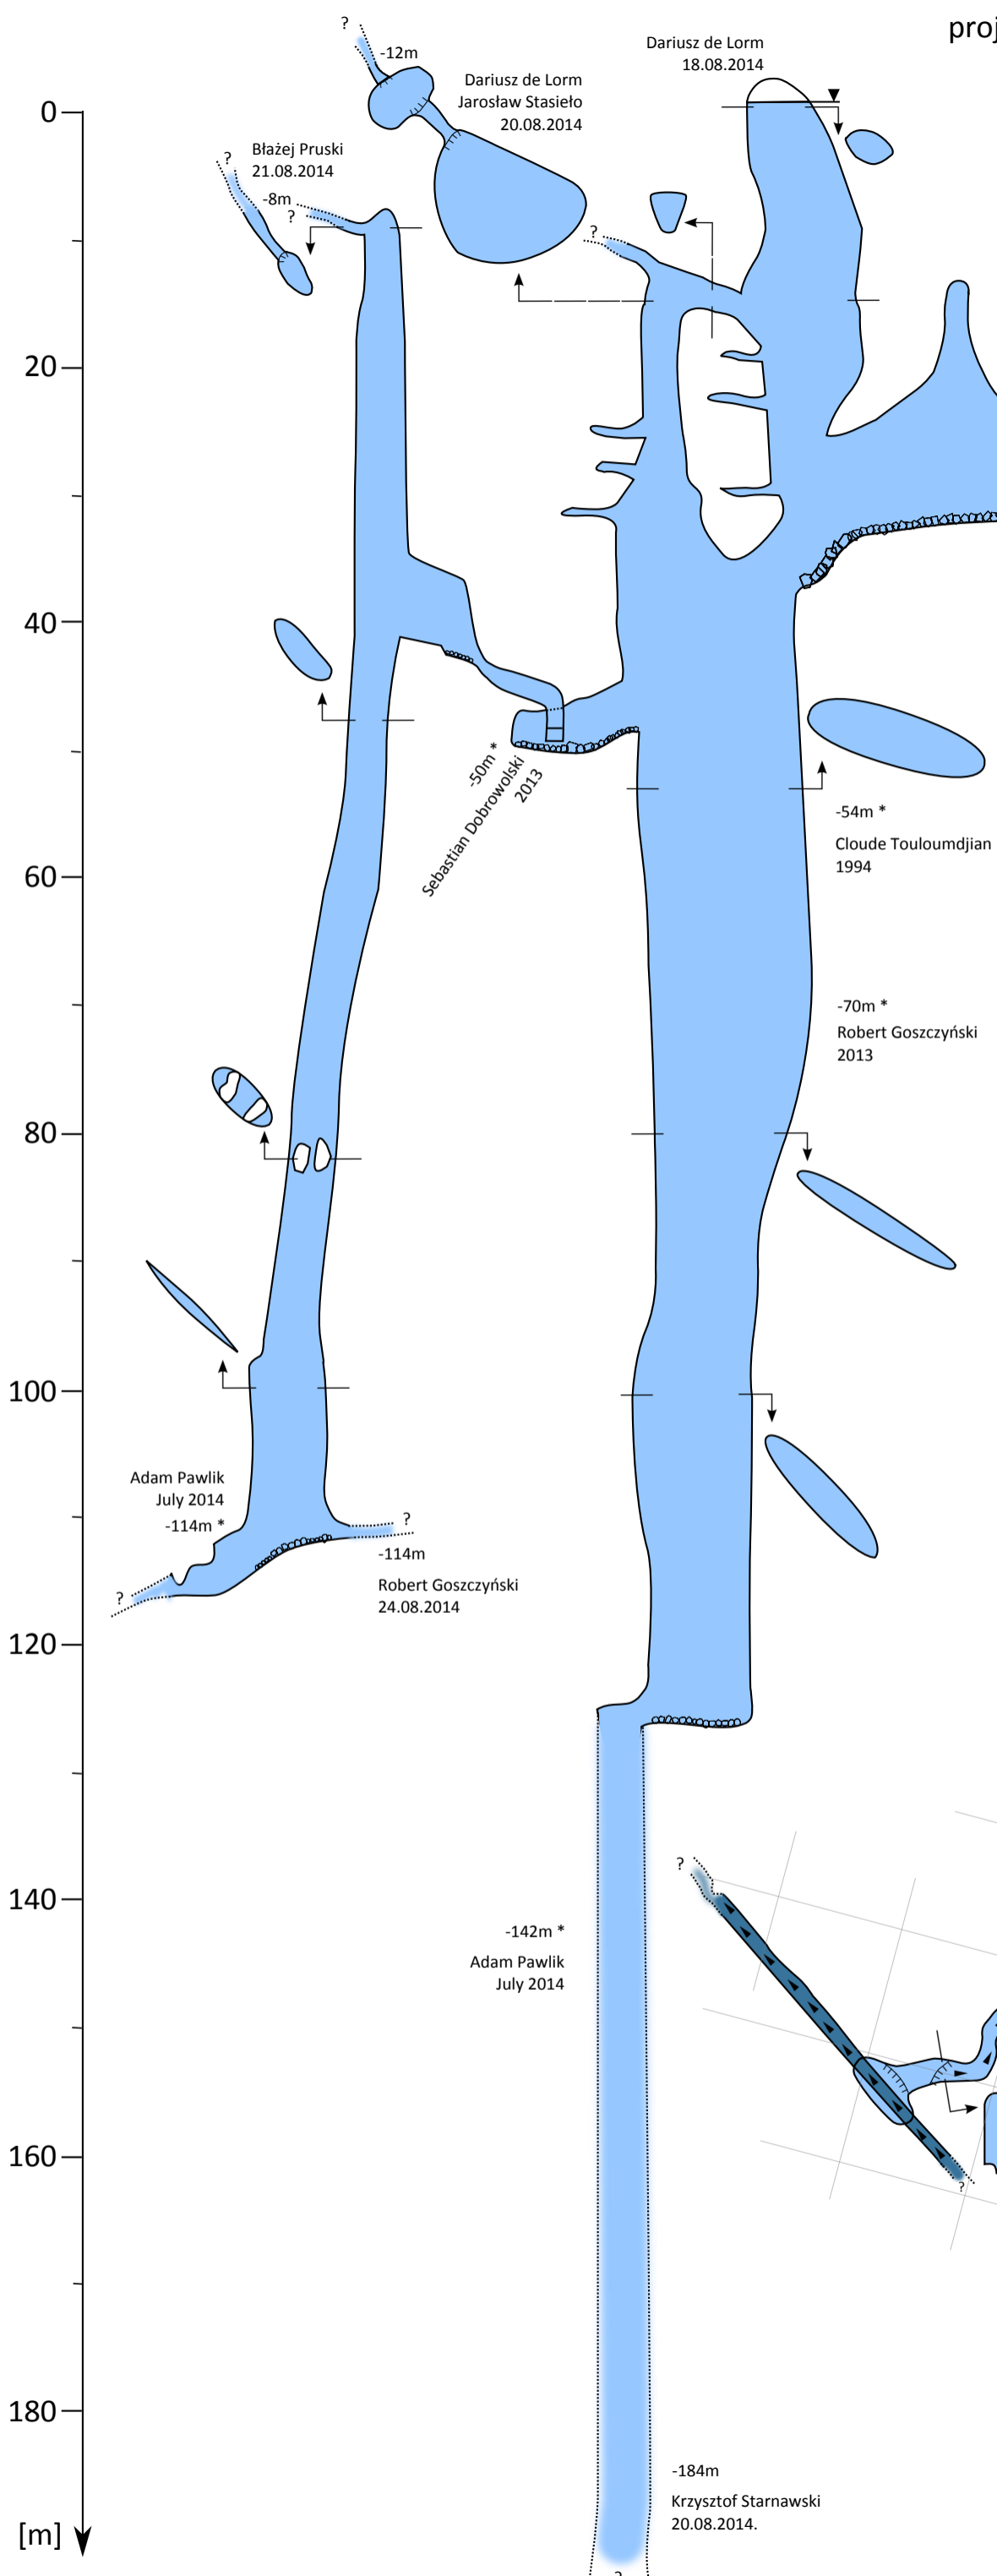 proj
?
-12m
Dariusz de Lorm
18.08.2014
Dariusz de Lorm
Jarosław Stasieło
20.08.2014
0
Błażej Pruski
21.08.2014
?
-8m
?
?
20
40
-50m *
Sebastian Dobrowolski
2013
-54m *
Cloude Touloumdjian
1994
60
-70m *
Robert Goszczyński
2013
80
100
Adam Pawlik
July 2014
-114m *
?
-114m
Robert Goszczyński
24.08.2014
?
120
?
140
-142m *
Adam Pawlik
July 2014
160
?
180
-184m
Krzysztof Starnawski
20.08.2014.
[m]
?